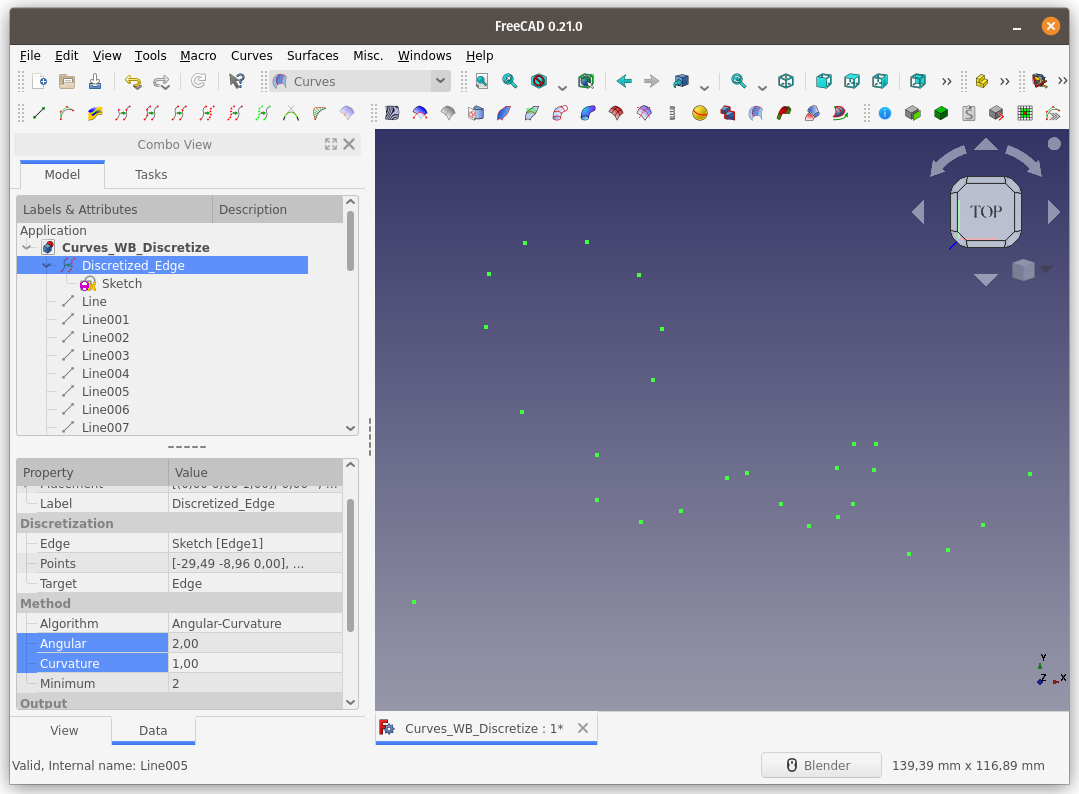 FreeCAD 0.21.0
File Edit View Tools Macro Curves Surfaces Misc. Windows Help
Curves
Combo View
Model Tasks
Labels & Attributes Description
Application
Curves_WB_Discretize
Discretized_Edge
Sketch
Line
Line001
Line002
Line003
Line004
Line005
Line006
Line007
TOP
Property Value
Label Discretized_Edge
Discretization
Edge Sketch [Edge1]
Points [-29,49 -8,96 0,00], ...
Target Edge
Method
Algorithm Angular-Curvature
Angular 2,00
Curvature 1,00
Minimum 2
Output
Y
Z X
View Data
Curves_WB_Discretize : 1*
Valid, Internal name: Line005
Blender 139,39 mm x 116,89 mm